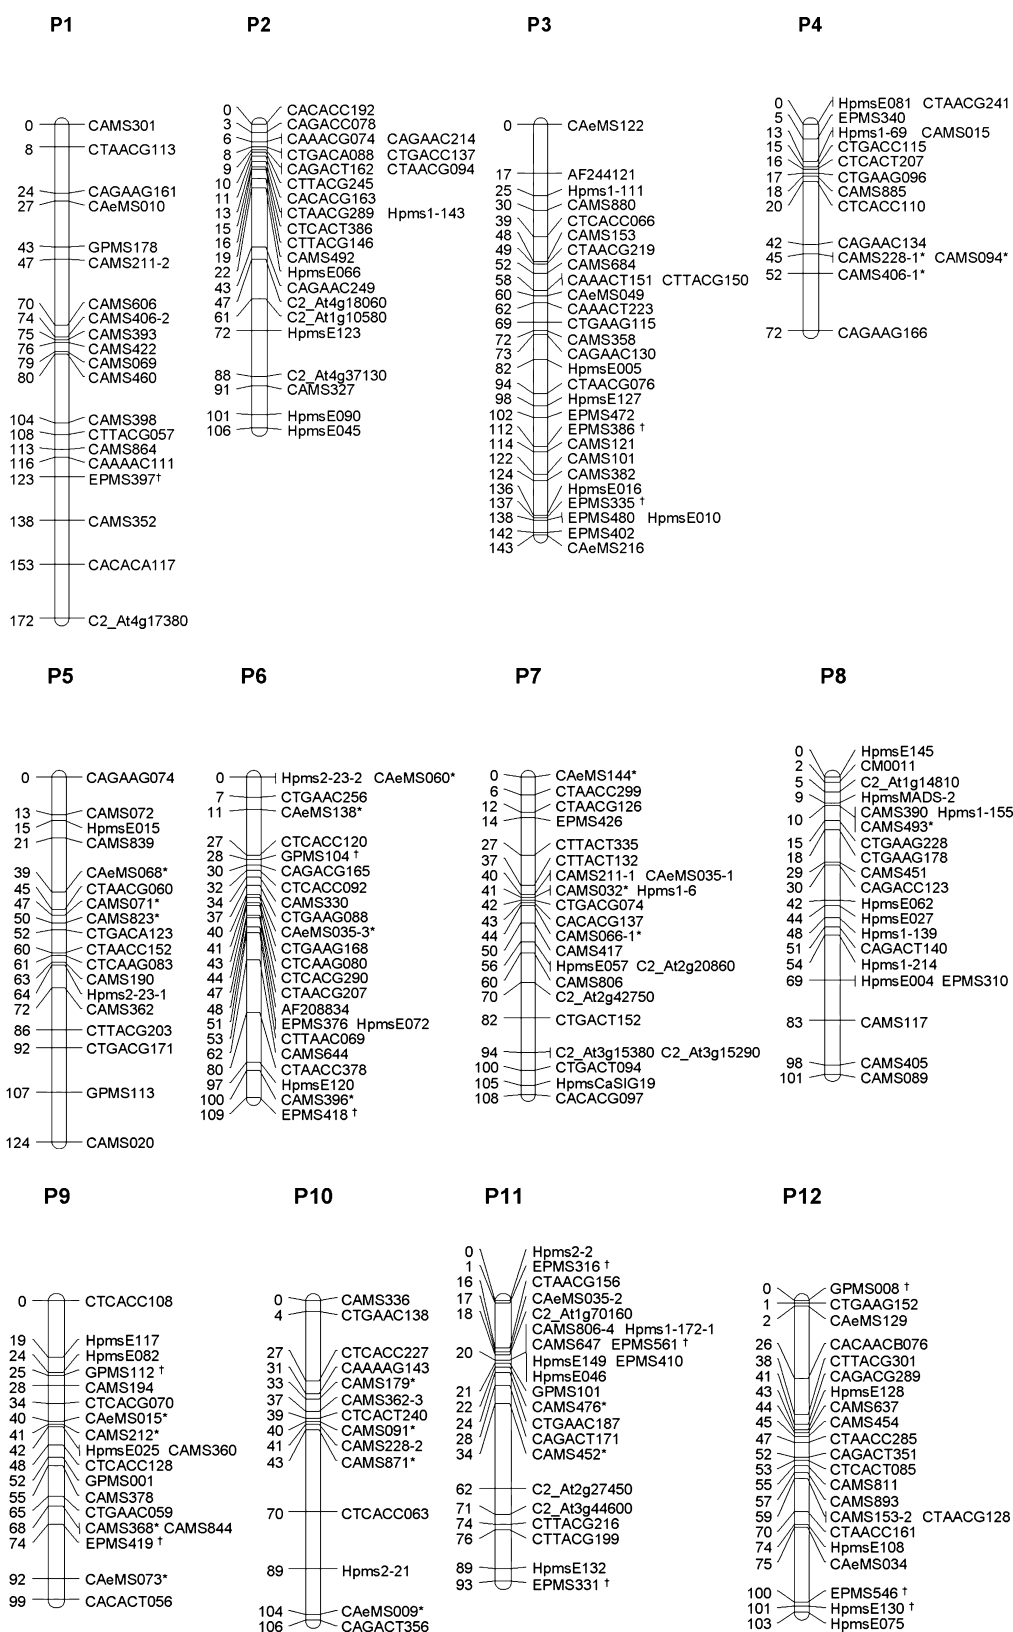 P1
0 CAMS301
8 CTAACG113
24 CAGAAG161
27 CAeMS010
43 GPMS178
47 CAMS211-2
70 CAMS606
74 CAMS406-2
75 CAMS393
76 CAMS422
79 CAMS069
80 CAMS460
104 CAMS398
108 CTTACG057
113 CAMS864
116 CAAAAC111
123 EPMS397†
138 CAMS352
153 CACACA117
172 C2_At4g17380
P2
0 CACACC192
3 CAGACC078
6 CAAACG074 CAGAAC214
8 CTGACA088 CTGACC137
9 CAGACT162 CTAACG094
10 CTTACG245
11 CACACG163
13 CTAACG289 Hpms1-143
15 CTCACT386
16 CTTACG146
19 CAMS492
22 HpmsE066
43 CAGAAC249
47 C2_At4g18060
61 C2_At1g10580
72 HpmsE123
88 C2_At4g37130
91 CAMS327
101 HpmsE090
106 HpmsE045
P3
0 CAeMS122
17 AF244121
25 Hpms1-111
30 CAMS880
39 CTCACC066
48 CAMS153
49 CTAACG219
52 CAMS684
58 CAAACT151 CTTACG150
60 CAeMS049
62 CAAACT223
69 CTGAAG115
72 CAMS358
73 CAGAAC130
82 HpmsE005
94 CTAACG076
98 HpmsE127
102 EPMS472
112 EPMS386 †
114 CAMS121
122 CAMS101
124 CAMS382
136 HpmsE016
137 EPMS335 †
138 EPMS480 HpmsE010
142 EPMS402
143 CAeMS216
P4
0 HpmsE081 CTAACG241
5 EPMS340
13 Hpms1-69 CAMS015
15 CTGACC115
16 CTCACT207
17 CTGAAG096
18 CAMS885
20 CTCACC110
42 CAGAAC134
45 CAMS228-1* CAMS094*
52 CAMS406-1*
72 CAGAAG166
P5
0 CAGAAG074
13 CAMS072
15 HpmsE015
21 CAMS839
39 CAeMS068*
45 CTAACG060
47 CAMS071*
50 CAMS823*
52 CTGACA123
60 CTAACC152
61 CTCAAG083
63 CAMS190
64 Hpms2-23-1
72 CAMS362
86 CTTACG203
92 CTGACG171
107 GPMS113
124 CAMS020
P6
0 Hpms2-23-2 CAeMS060*
7 CTGAAC256
11 CAeMS138*
27 CTCACC120
28 GPMS104 †
30 CAGACG165
32 CTCACC092
34 CAMS330
37 CTGAAG088
40 CAeMS035-3*
41 CTGAAG168
43 CTCAAG080
44 CTCACG290
47 CTAACG207
48 AF208834
51 EPMS376 HpmsE072
53 CTTAAC069
62 CAMS644
80 CTAACC378
97 HpmsE120
100 CAMS396*
109 EPMS418 †
P7
0 CAeMS144*
6 CTAACC299
12 CTAACG126
14 EPMS426
27 CTTACT335
37 CTTACT132
40 CAMS211-1 CAeMS035-1
41 CAMS032* Hpms1-6
42 CTGACG074
43 CACACG137
44 CAMS066-1*
50 CAMS417
56 HpmsE057 C2_At2g20860
60 CAMS806
70 C2_At2g42750
82 CTGACT152
94 C2_At3g15380 C2_At3g15290
100 CTGACT094
105 HpmsCaSIG19
108 CACACG097
P8
0 HpmsE145
2 CM0011
5 C2_At1g14810
9 HpmsMADS-2
10 CAMS390 Hpms1-155
CAMS493*
15 CTGAAG228
18 CTGAAG178
29 CAMS451
30 CAGACC123
42 HpmsE062
44 HpmsE027
48 Hpms1-139
51 CAGACT140
54 Hpms1-214
69 HpmsE004 EPMS310
83 CAMS117
98 CAMS405
101 CAMS089
P9
0 CTCACC108
19 HpmsE117
24 HpmsE082
25 GPMS112 †
28 CAMS194
34 CTCACG070
40 CAeMS015*
41 CAMS212*
42 HpmsE025 CAMS360
48 CTCACC128
52 GPMS001
55 CAMS378
65 CTGAAC059
68 CAMS368* CAMS844
74 EPMS419 †
92 CAeMS073*
99 CACACT056
P10
0 CAMS336
4 CTGAAC138
27 CTCACC227
31 CAAAAG143
33 CAMS179*
37 CAMS362-3
39 CTCACT240
40 CAMS091*
41 CAMS228-2
43 CAMS871*
70 CTCACC063
89 Hpms2-21
104 CAeMS009*
106 CAGACT356
P11
0 Hpms2-2
1 EPMS316 †
16 CTAACG156
17 CAeMS035-2
18 C2_At1g70160
CAMS806-4 Hpms1-172-1
CAMS647 EPMS561 †
20 HpmsE149 EPMS410
HpmsE046
21 GPMS101
22 CAMS476*
24 CTGAAC187
28 CAGACT171
34 CAMS452*
62 C2_At2g27450
71 C2_At3g44600
74 CTTACG216
76 CTTACG199
89 HpmsE132
93 EPMS331 †
P12
0 GPMS008 †
1 CTGAAG152
2 CAeMS129
26 CACAACB076
38 CTTACG301
41 CAGACG289
43 HpmsE128
44 CAMS637
45 CAMS454
47 CTAACC285
52 CAGACT351
53 CTCACT085
55 CAMS811
57 CAMS893
59 CAMS153-2 CTAACG128
70 CTAACC161
74 HpmsE108
75 CAeMS034
100 EPMS546 †
101 HpmsE130 †
103 HpmsE075